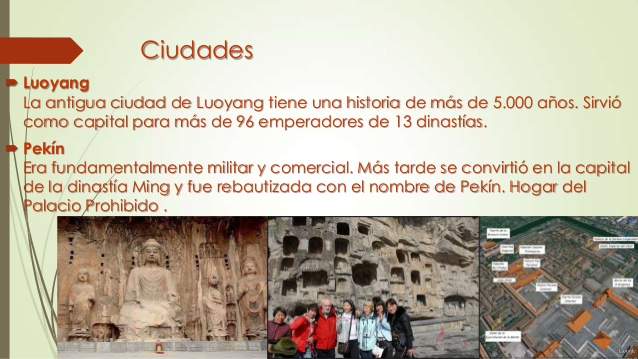 Ciudades
Luoyang
La antigua ciudad de Luoyang tiene una historia de más de 5.000 años. Sirvió
como capital para más de 96 emperadores de 13 dinastías.
Pekín
Era fundamentalmente militar y comercial. Más tarde se convirtió en la capital
de la dinastía Ming y fue rebautizada con el nombre de Pekín. Hogar del
Palacio Prohibido .